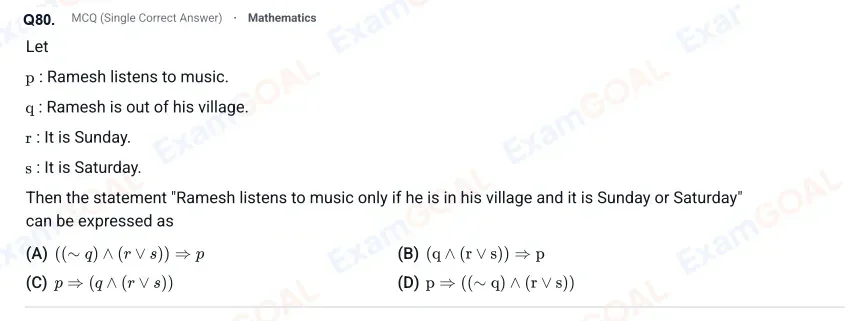 Q80. MCQ (Single Correct Answer) · Mathematics
Let
p : Ramesh listens to music.
q : Ramesh is out of his village.
r : It is Sunday.
s : It is Saturday.
Then the statement "Ramesh listens to music only if he is in his village and it is Sunday or Saturday"
can be expressed as
(A) ((∼ q) ∧ (r ∨ s)) ⇒ p (B) (q ∧ (r ∨ s)) ⇒ p
(C) p ⇒ (q ∧ (r ∨ s)) (D) p ⇒ ((∼ q) ∧ (r ∨ s))
ExamGOAL